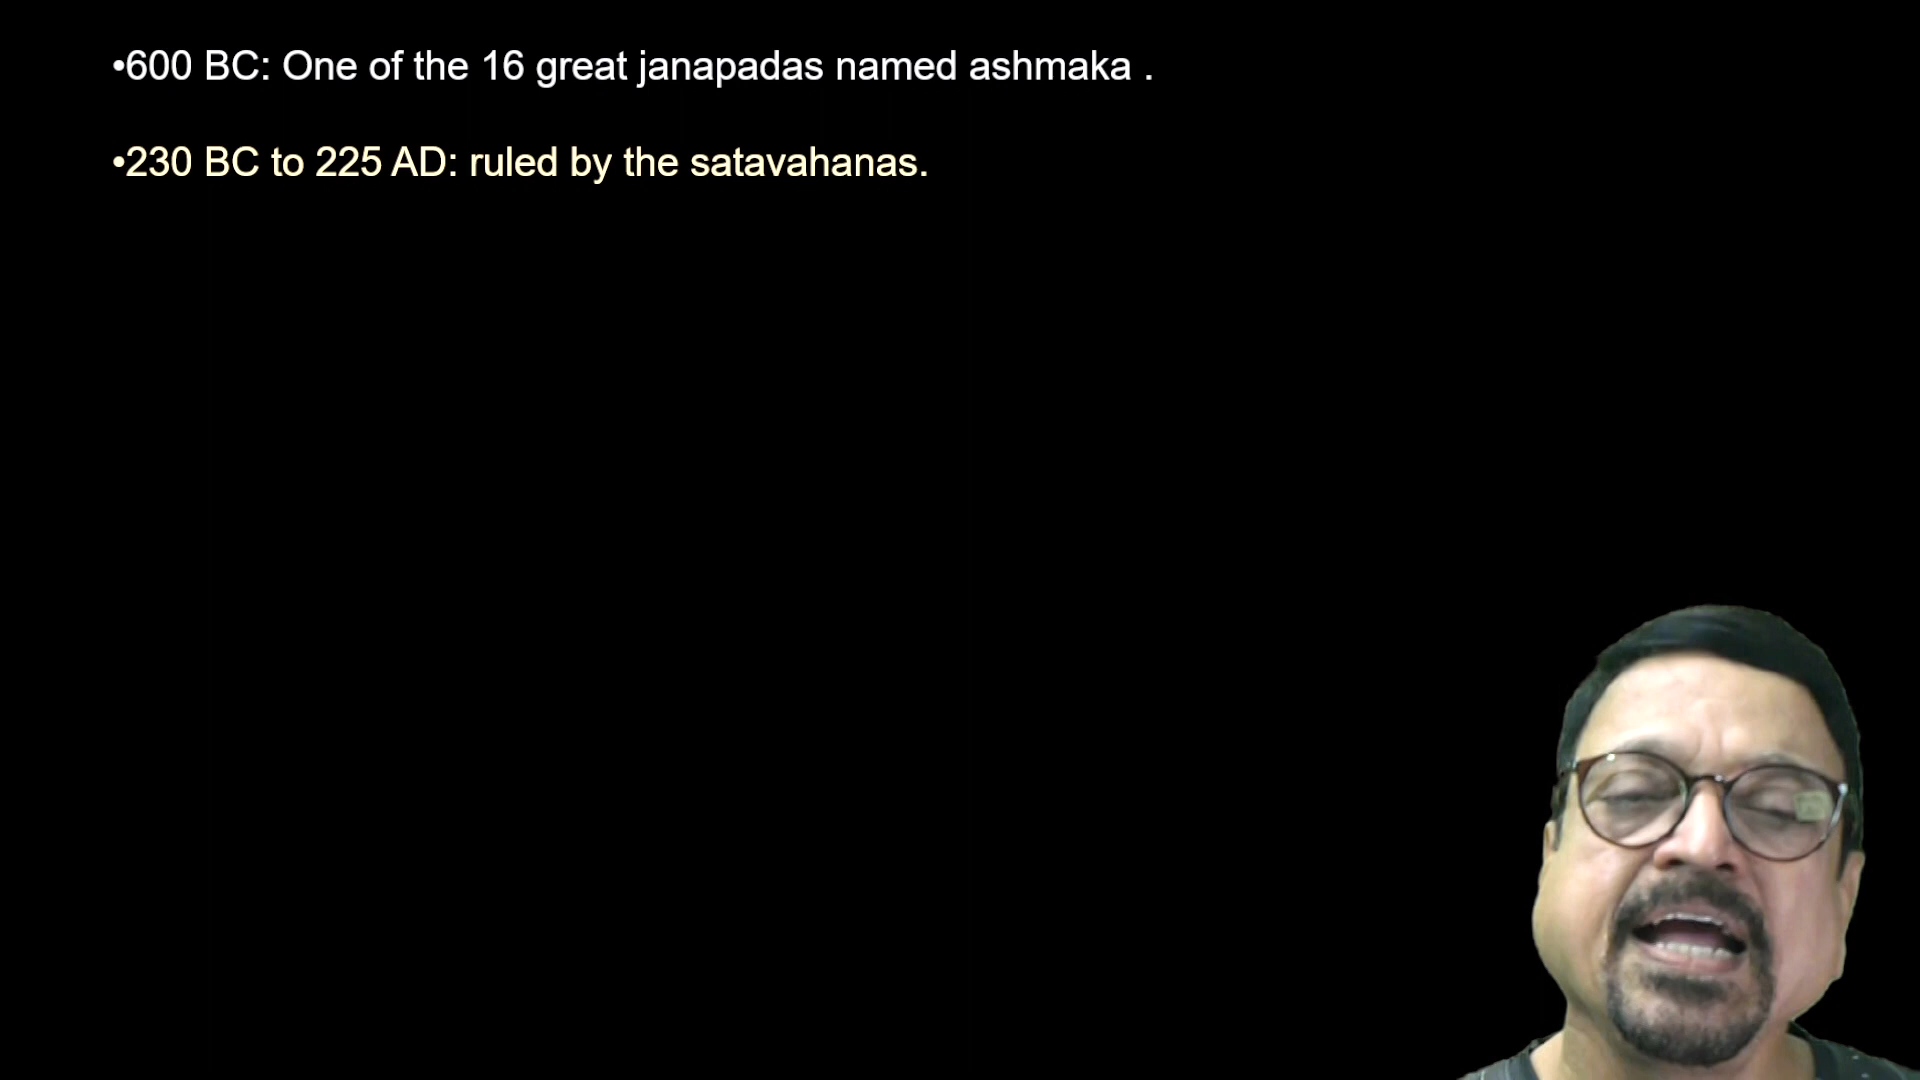 •600 BC: One of the 16 great janapadas named ashmaka .
•230 BC to 225 AD: ruled by the satavahanas.